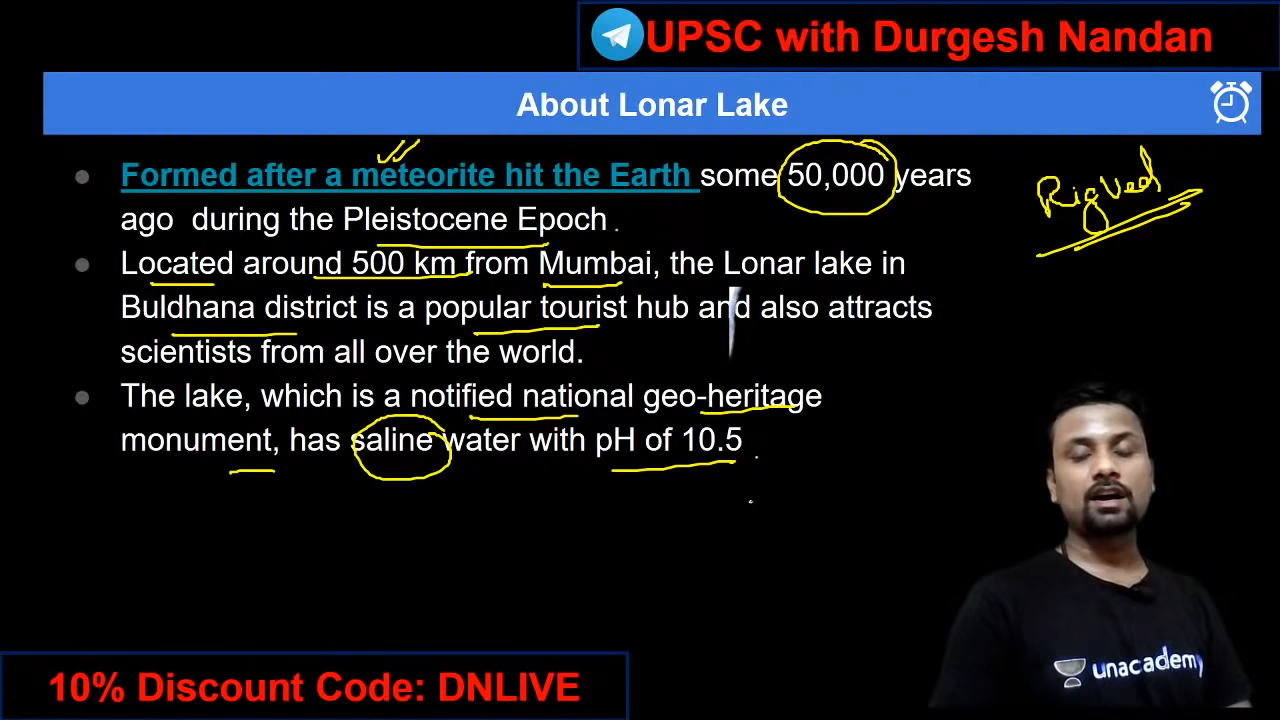 UPSC with Durgesh Nandan
About Lonar Lake
Formed after a meteorite hit the Earth some 50,000 years
ago during the Pleistocene Epoch
Located around 500 km from Mumbai, the Lonar lake in
Buldhana district is a popular tourist hub and also attracts
scientists from all over the world.
The lake, which is a notified national geo-heritage
monument, has saline water with pH of 10.5
RigVed
unacademy
10% Discount Code: DNLIVE